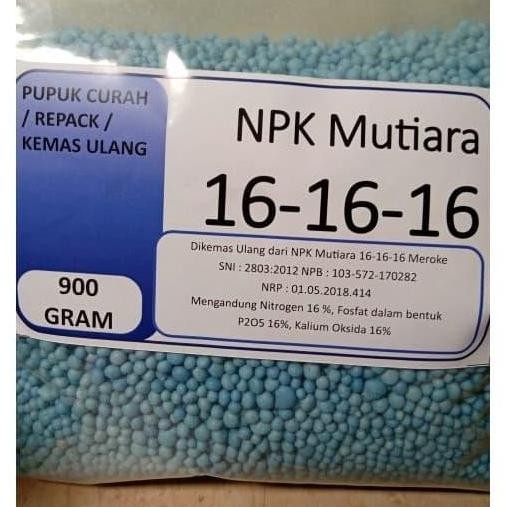 PUPUK CURAH
/ REPACK /
KEMAS ULANG
NPK Mutiara
16-16-16
Dikemas Ulang dari NPK Mutiara 16-16-16 Meroke
SNI : 2803:2012 NPB : 103-572-170282
NRP : 01.05.2018.414
Mengandung Nitrogen 16 %, Fosfat dalam bentuk
P2O5 16%, Kalium Oksida 16%
900
GRAM